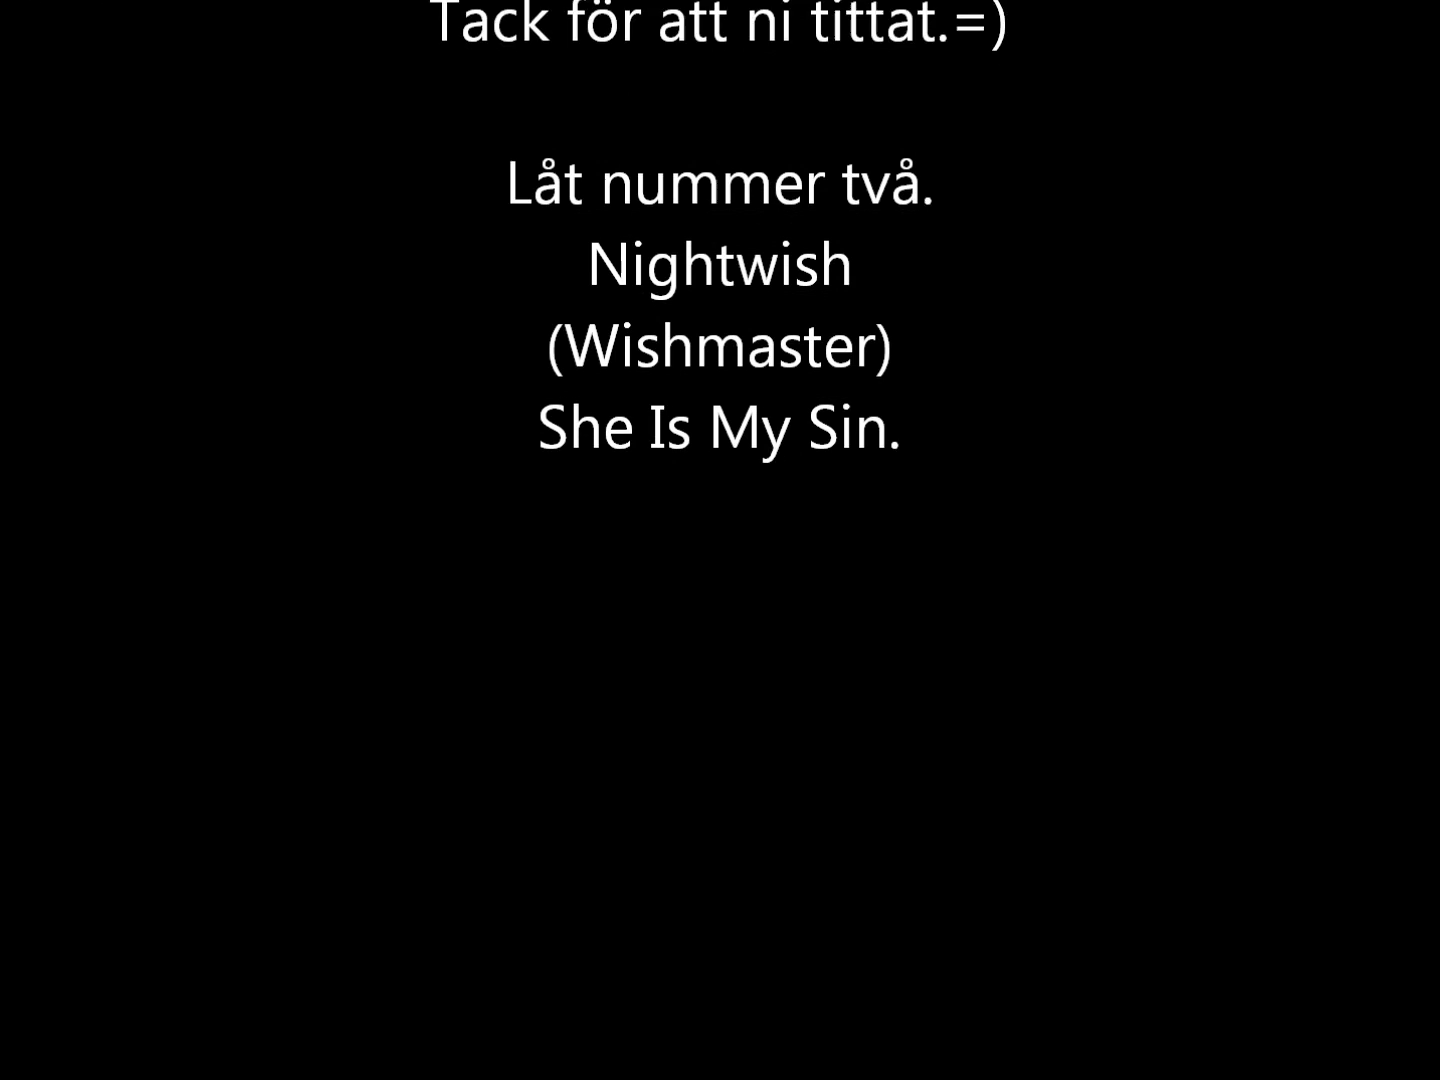 Tack för att ni tittat.=)
Låt nummer två.
Nightwish
(Wishmaster)
She Is My Sin.